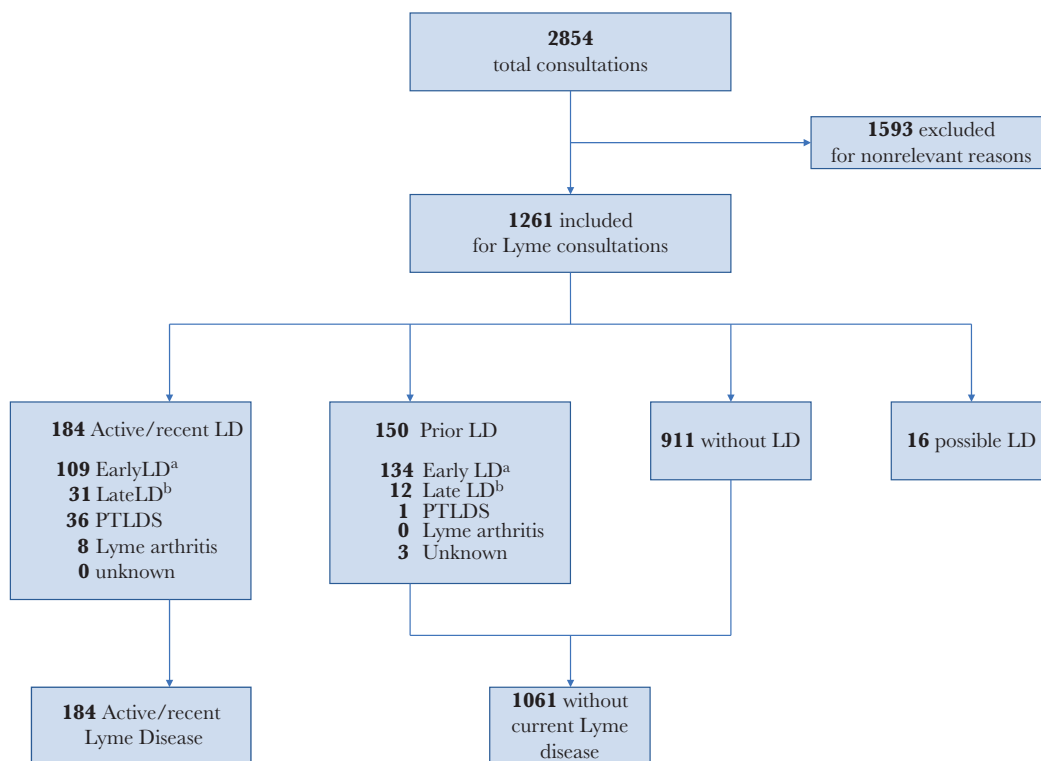 2854
total consultations
1593 excluded
for nonrelevant reasons
1261 included
for Lyme consultations
184 Active/recent LD
109 EarlyLDᵃ
31 LateLDᵇ
36 PTLDS
8 Lyme arthritis
0 unknown
150 Prior LD
134 Early LDᵃ
12 Late LDᵇ
1 PTLDS
0 Lyme arthritis
3 Unknown
911 without LD
16 possible LD
184 Active/recent
Lyme Disease
1061 without
current Lyme
disease